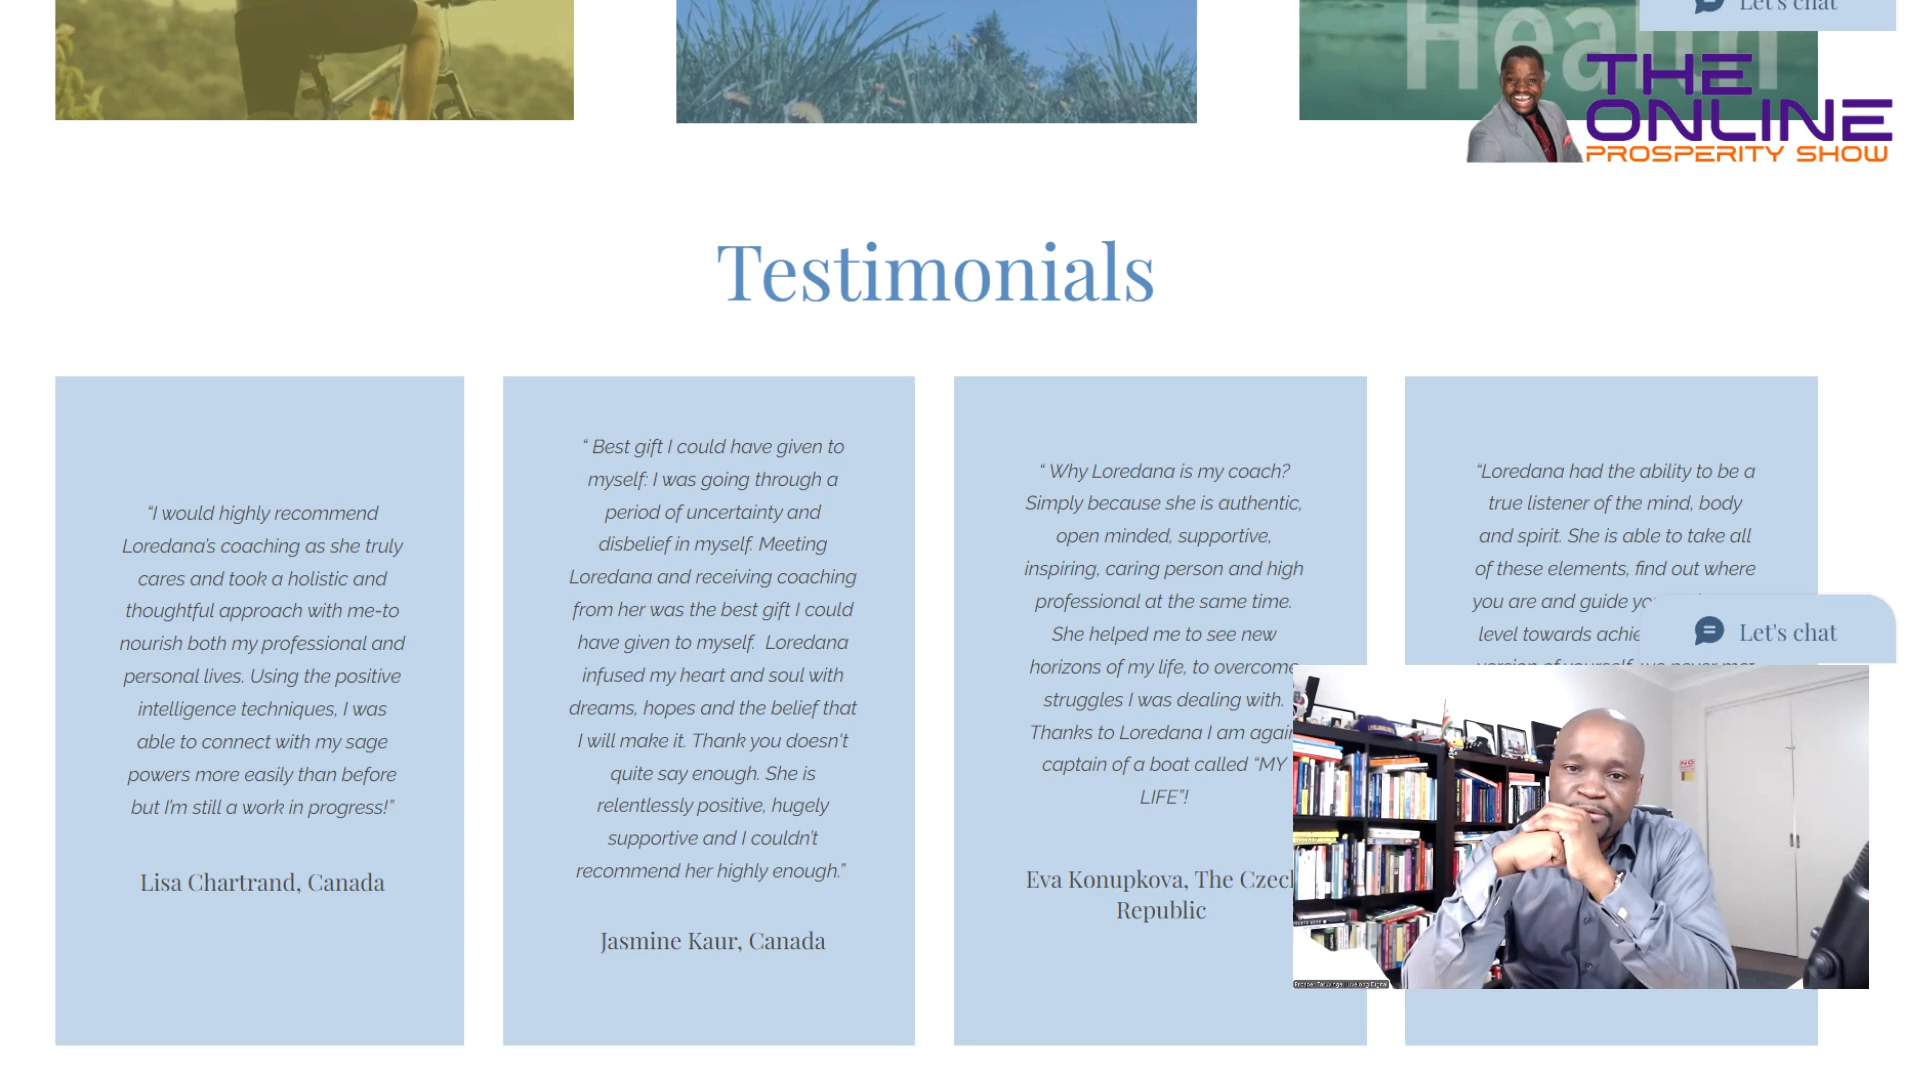 Let's chat
Health
THE
ONLINE
PROSPERITY SHOW
Testimonials
“I would highly recommend
Loredana's coaching as she truly
cares and took a holistic and
thoughtful approach with me-to
nourish both my professional and
personal lives. Using the positive
intelligence techniques, I was
able to connect with my sage
powers more easily than before
but I'm still a work in progress!”
Lisa Chartrand, Canada
“ Best gift I could have given to
myself: I was going through a
period of uncertainty and
disbelief in myself. Meeting
Loredana and receiving coaching
from her was the best gift I could
have given to myself.  Loredana
infused my heart and soul with
dreams, hopes and the belief that
I will make it. Thank you doesn't
quite say enough. She is
relentlessly positive, hugely
supportive and I couldn't
recommend her highly enough.”
Jasmine Kaur, Canada
“ Why Loredana is my coach?
Simply because she is authentic,
open minded, supportive,
inspiring, caring person and high
professional at the same time.
She helped me to see new
horizons of my life, to overcome
struggles I was dealing with.
Thanks to Loredana I am again
captain of a boat called “MY
LIFE”!
Eva Konupkova, The Czech
Republic
“Loredana had the ability to be a
true listener of the mind, body
and spirit. She is able to take all
of these elements, find out where
you are and guide
level towards
Let's chat
NO